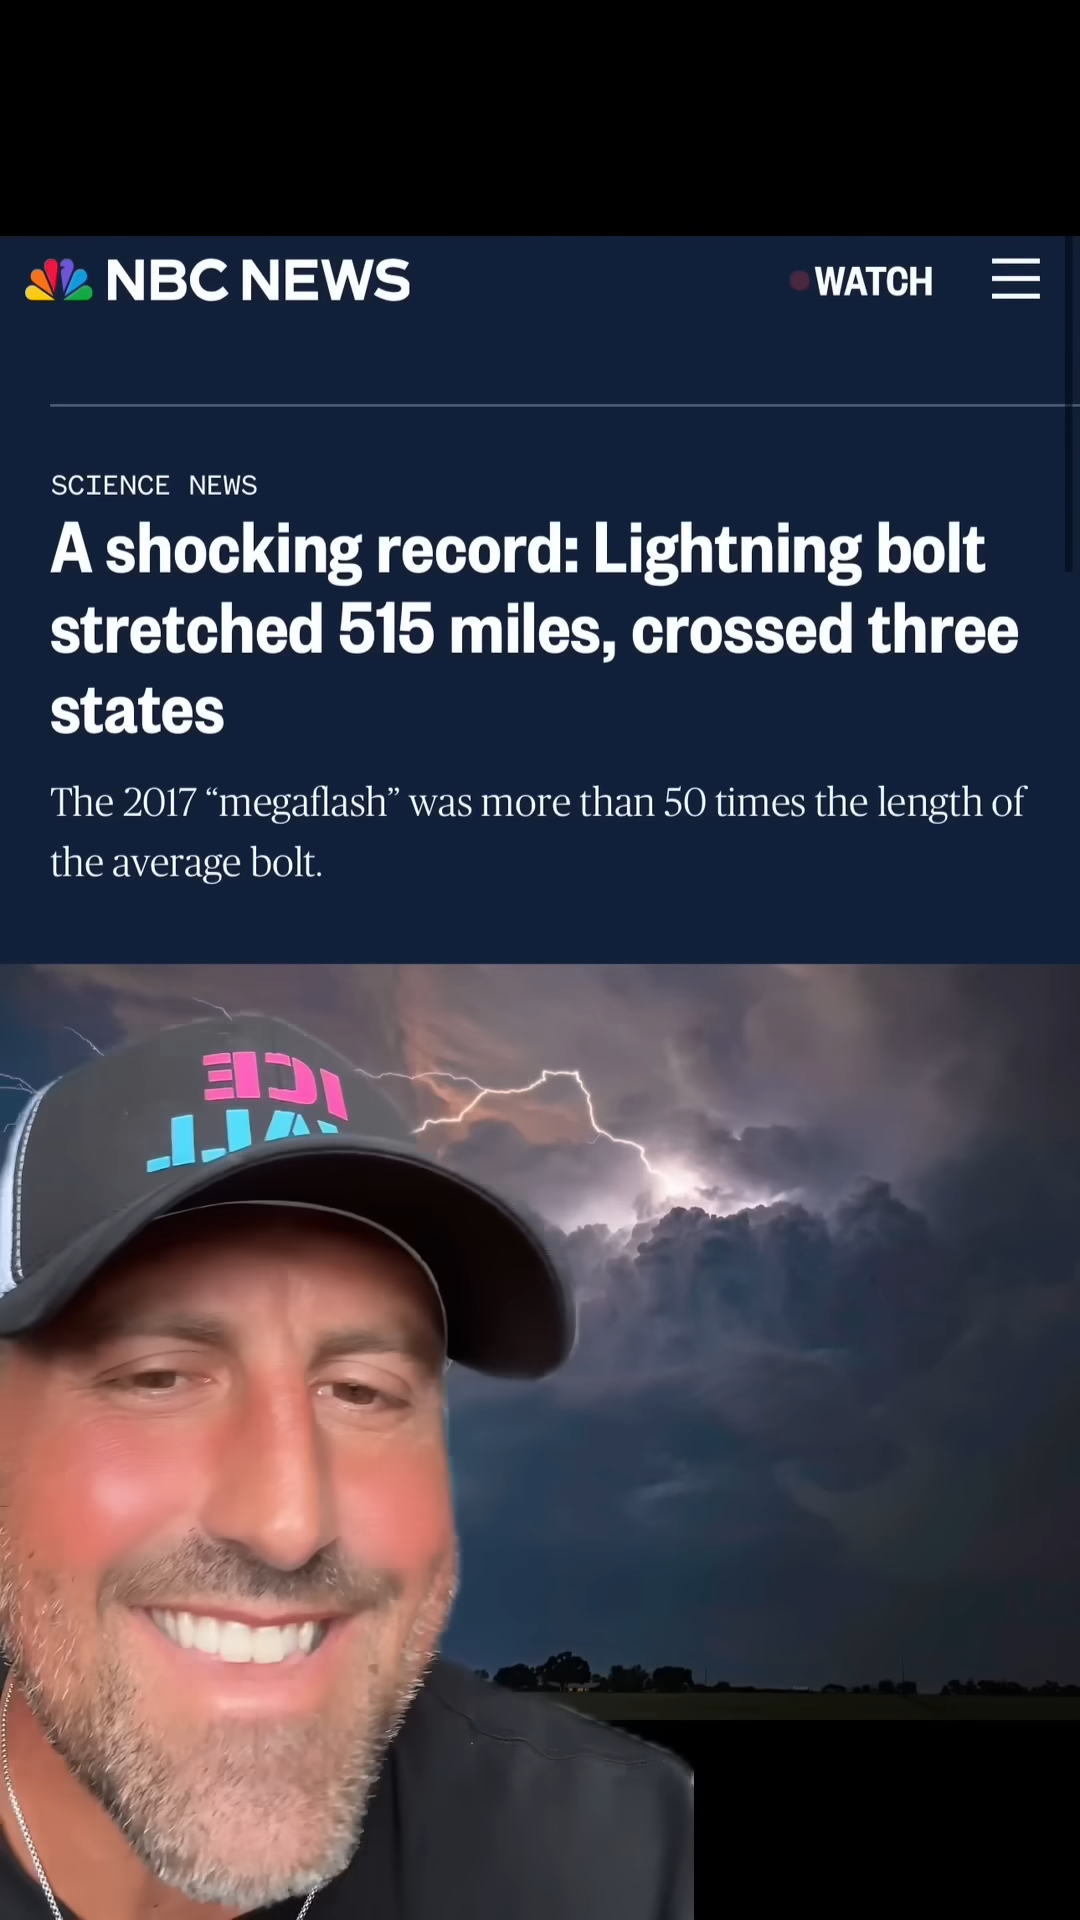 NBC NEWS
WATCH
SCIENCE NEWS
A shocking record: Lightning bolt
stretched 515 miles, crossed three
states
The 2017 “megaflash” was more than 50 times the length of
the average bolt.
ICE